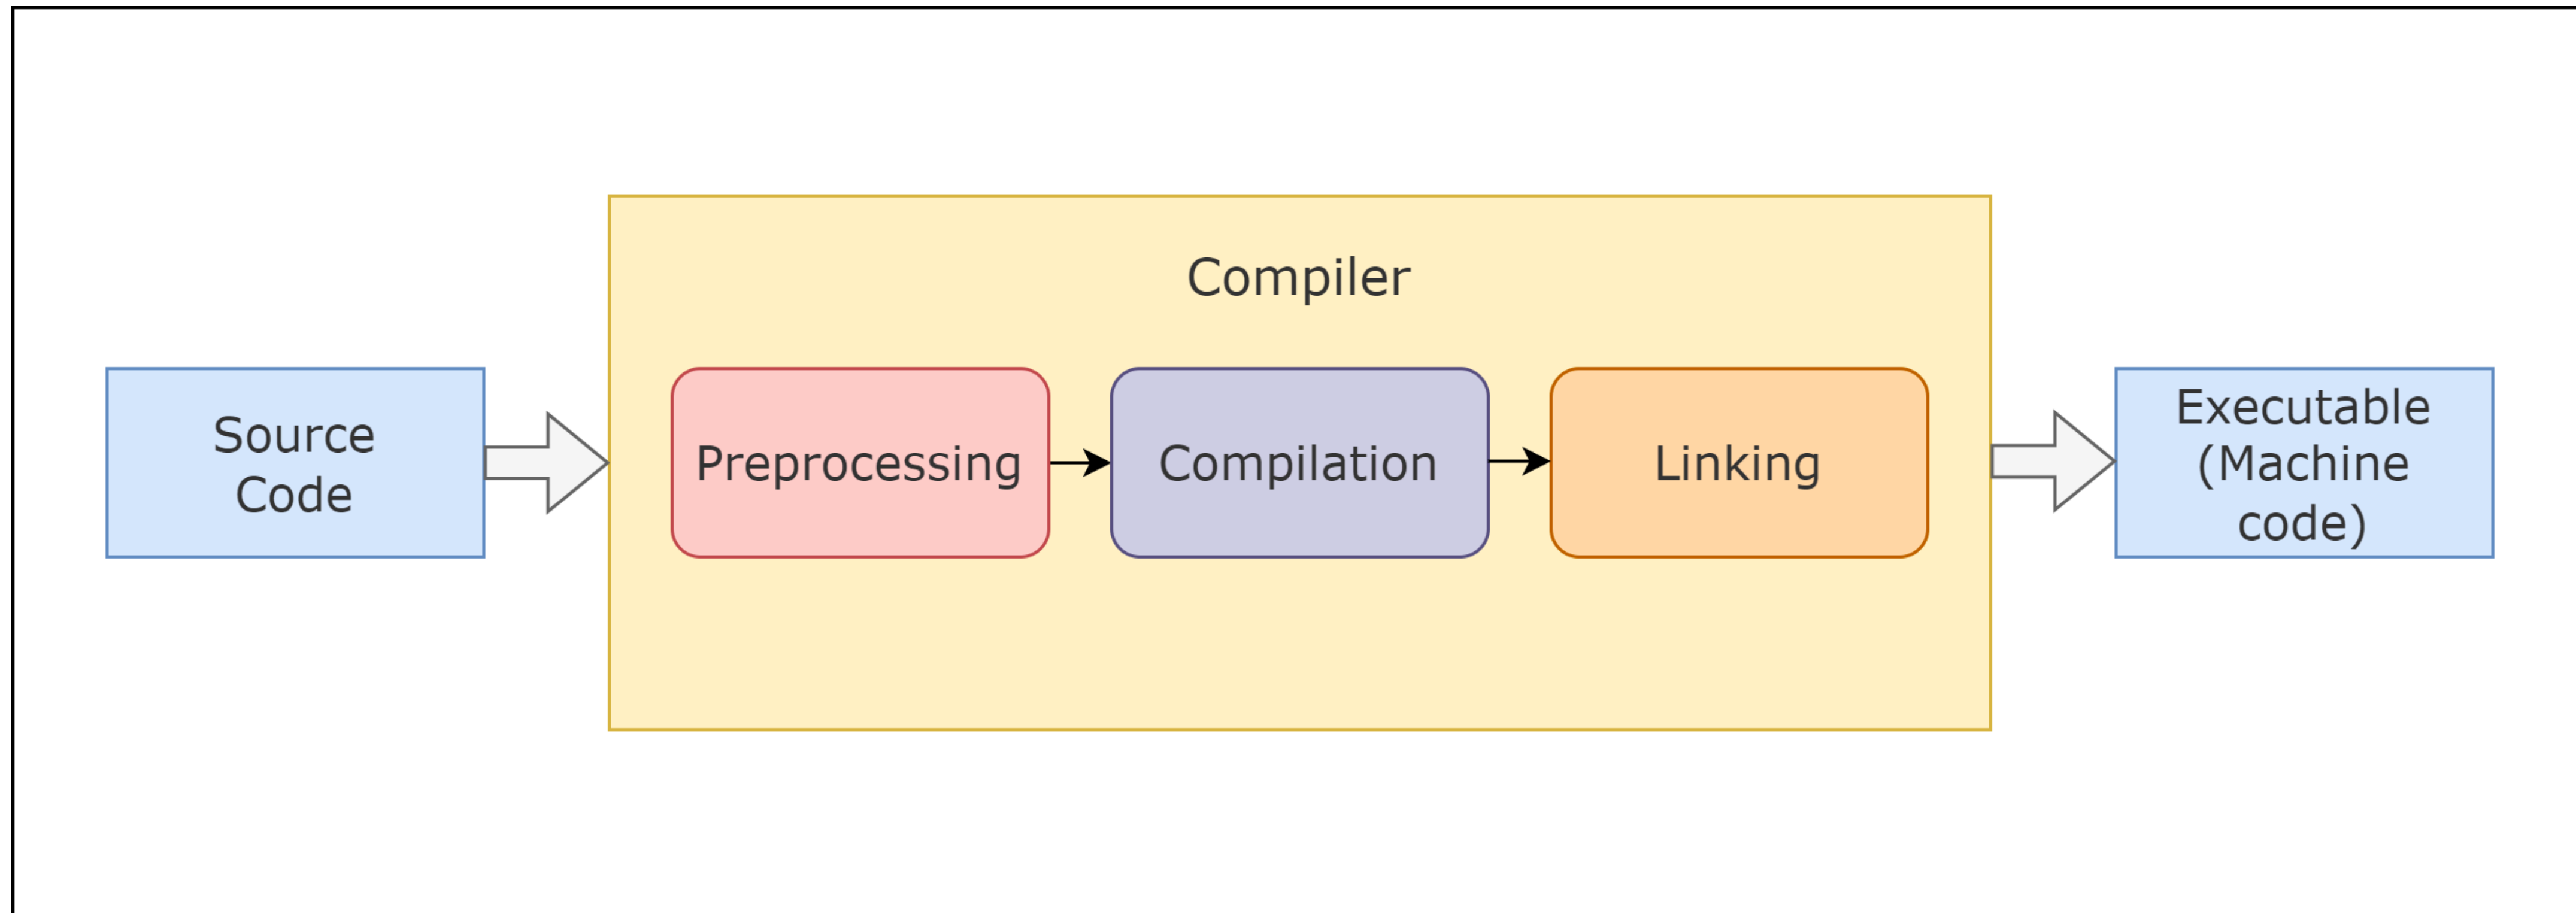 Compiler
Source
Code
Preprocessing
Compilation
Linking
Executable
(Machine
code)